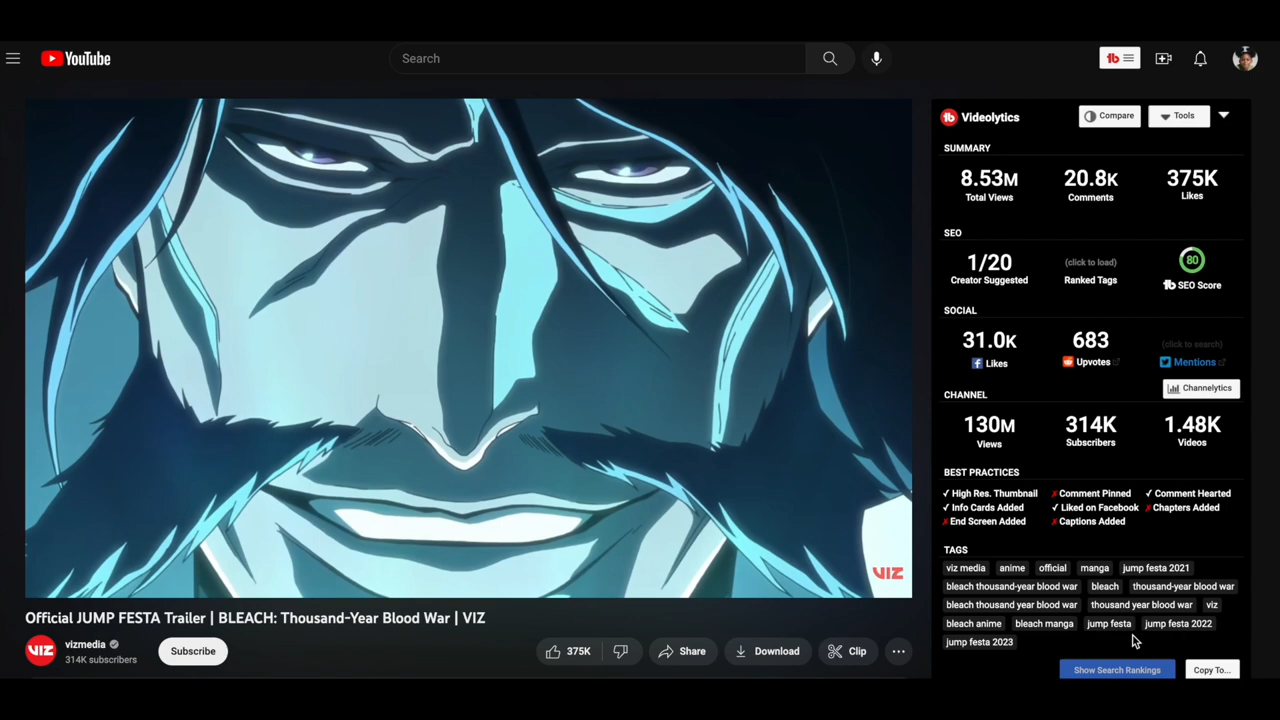 YouTube
Search
tb
VIZ
Official JUMP FESTA Trailer | BLEACH: Thousand-Year Blood War | VIZ
VIZ
vizmedia
314K subscribers
Subscribe
375K
Share
Download
Clip
tb Videolytics
Compare
Tools
SUMMARY
8.53M
Total Views
20.8K
Comments
375K
Likes
SEO
1/20
Creator Suggested
(click to load)
Ranked Tags
80
tb SEO Score
SOCIAL
31.0K
Likes
683
Upvotes
(click to search)
Mentions
CHANNEL
Channelytics
130M
Views
314K
Subscribers
1.48K
Videos
BEST PRACTICES
✓ High Res. Thumbnail ✗ Comment Pinned ✓ Comment Hearted
✓ Info Cards Added ✓ Liked on Facebook ✗ Chapters Added
✗ End Screen Added ✗ Captions Added
TAGS
viz media anime official manga jump festa 2021
bleach thousand-year blood war bleach thousand-year blood war
bleach thousand year blood war thousand year blood war viz
bleach anime bleach manga jump festa jump festa 2022
jump festa 2023
Show Search Rankings
Copy To...